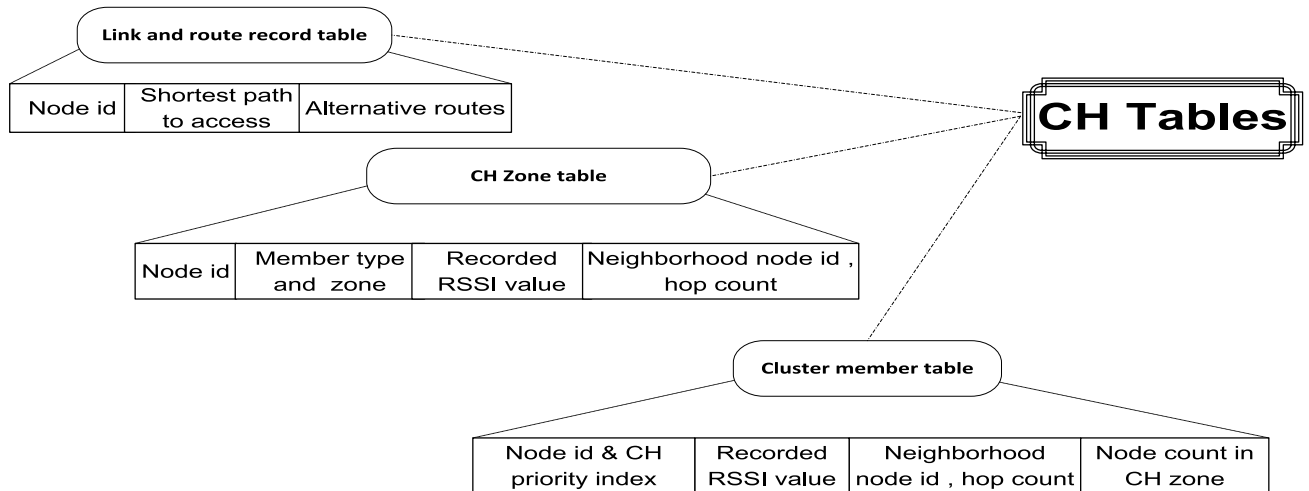 Link and route record table
CH Tables
Node id
Shortest path
to access
Alternative routes
CH Zone table
Node id
Member type
and zone
Recorded
RSSI value
Neighborhood node id ,
hop count
Cluster member table
Node id & CH
priority index
Recorded
RSSI value
Neighborhood
node id , hop count
Node count in
CH zone